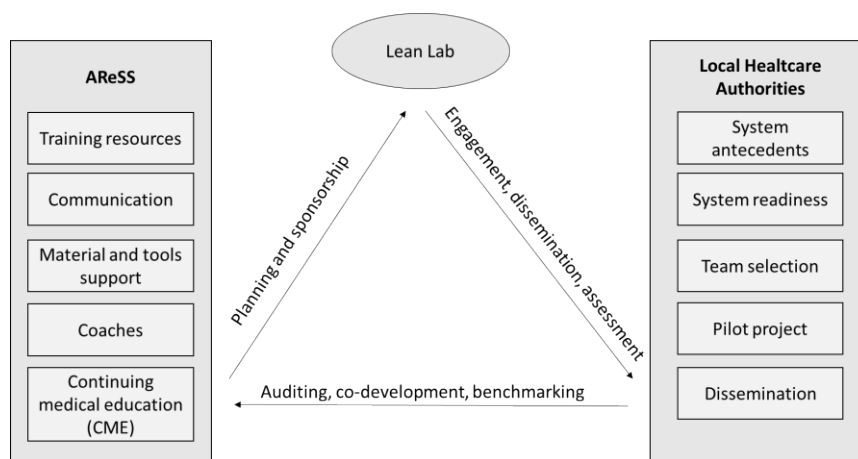 Lean Lab
AReSS
Training resources
Communication
Material and tools
support
Coaches
Continuing
medical education
(CME)
Planning and sponsorship
Engagement, dissemination, assessment
Auditing, co-development, benchmarking
Local Healtcare
Authorities
System
antecedents
System readiness
Team selection
Pilot project
Dissemination